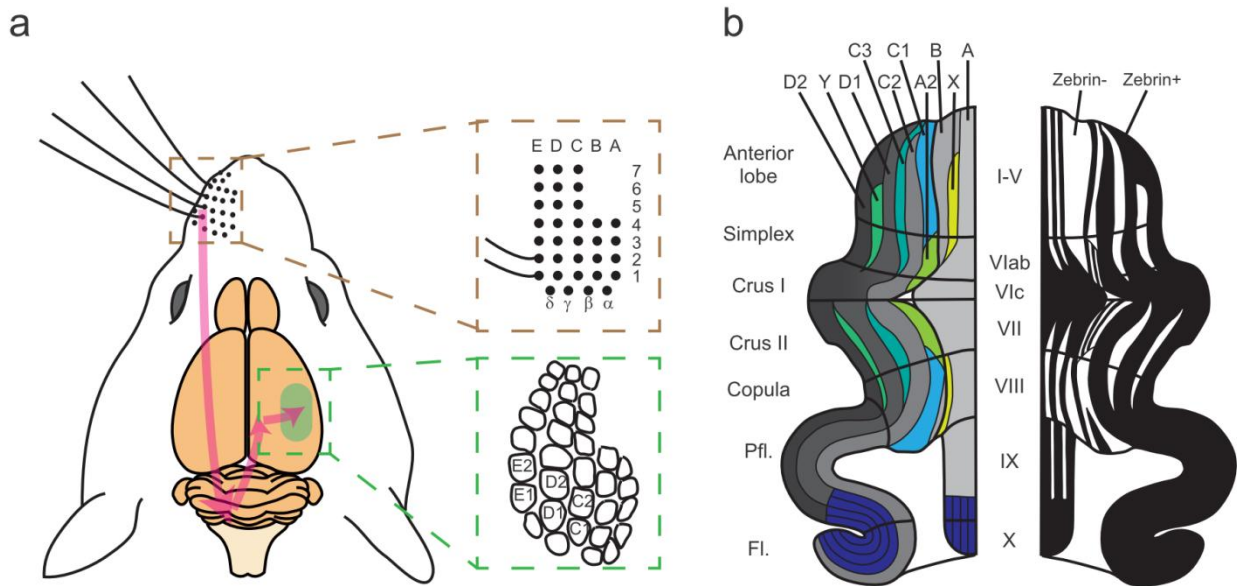 a
E D C B A
7
6
5
4
3
2
1
δ γ β α
E2
D2
E1
C2
D1
C1
b
C3 C1 B A
D2 Y D1 C2 A2 X
Zebrin- Zebrin+
Anterior
lobe
I-V
Simplex
VIab
Crus I
VIc
Crus II
VII
Copula
VIII
Pfl.
IX
Fl.
X